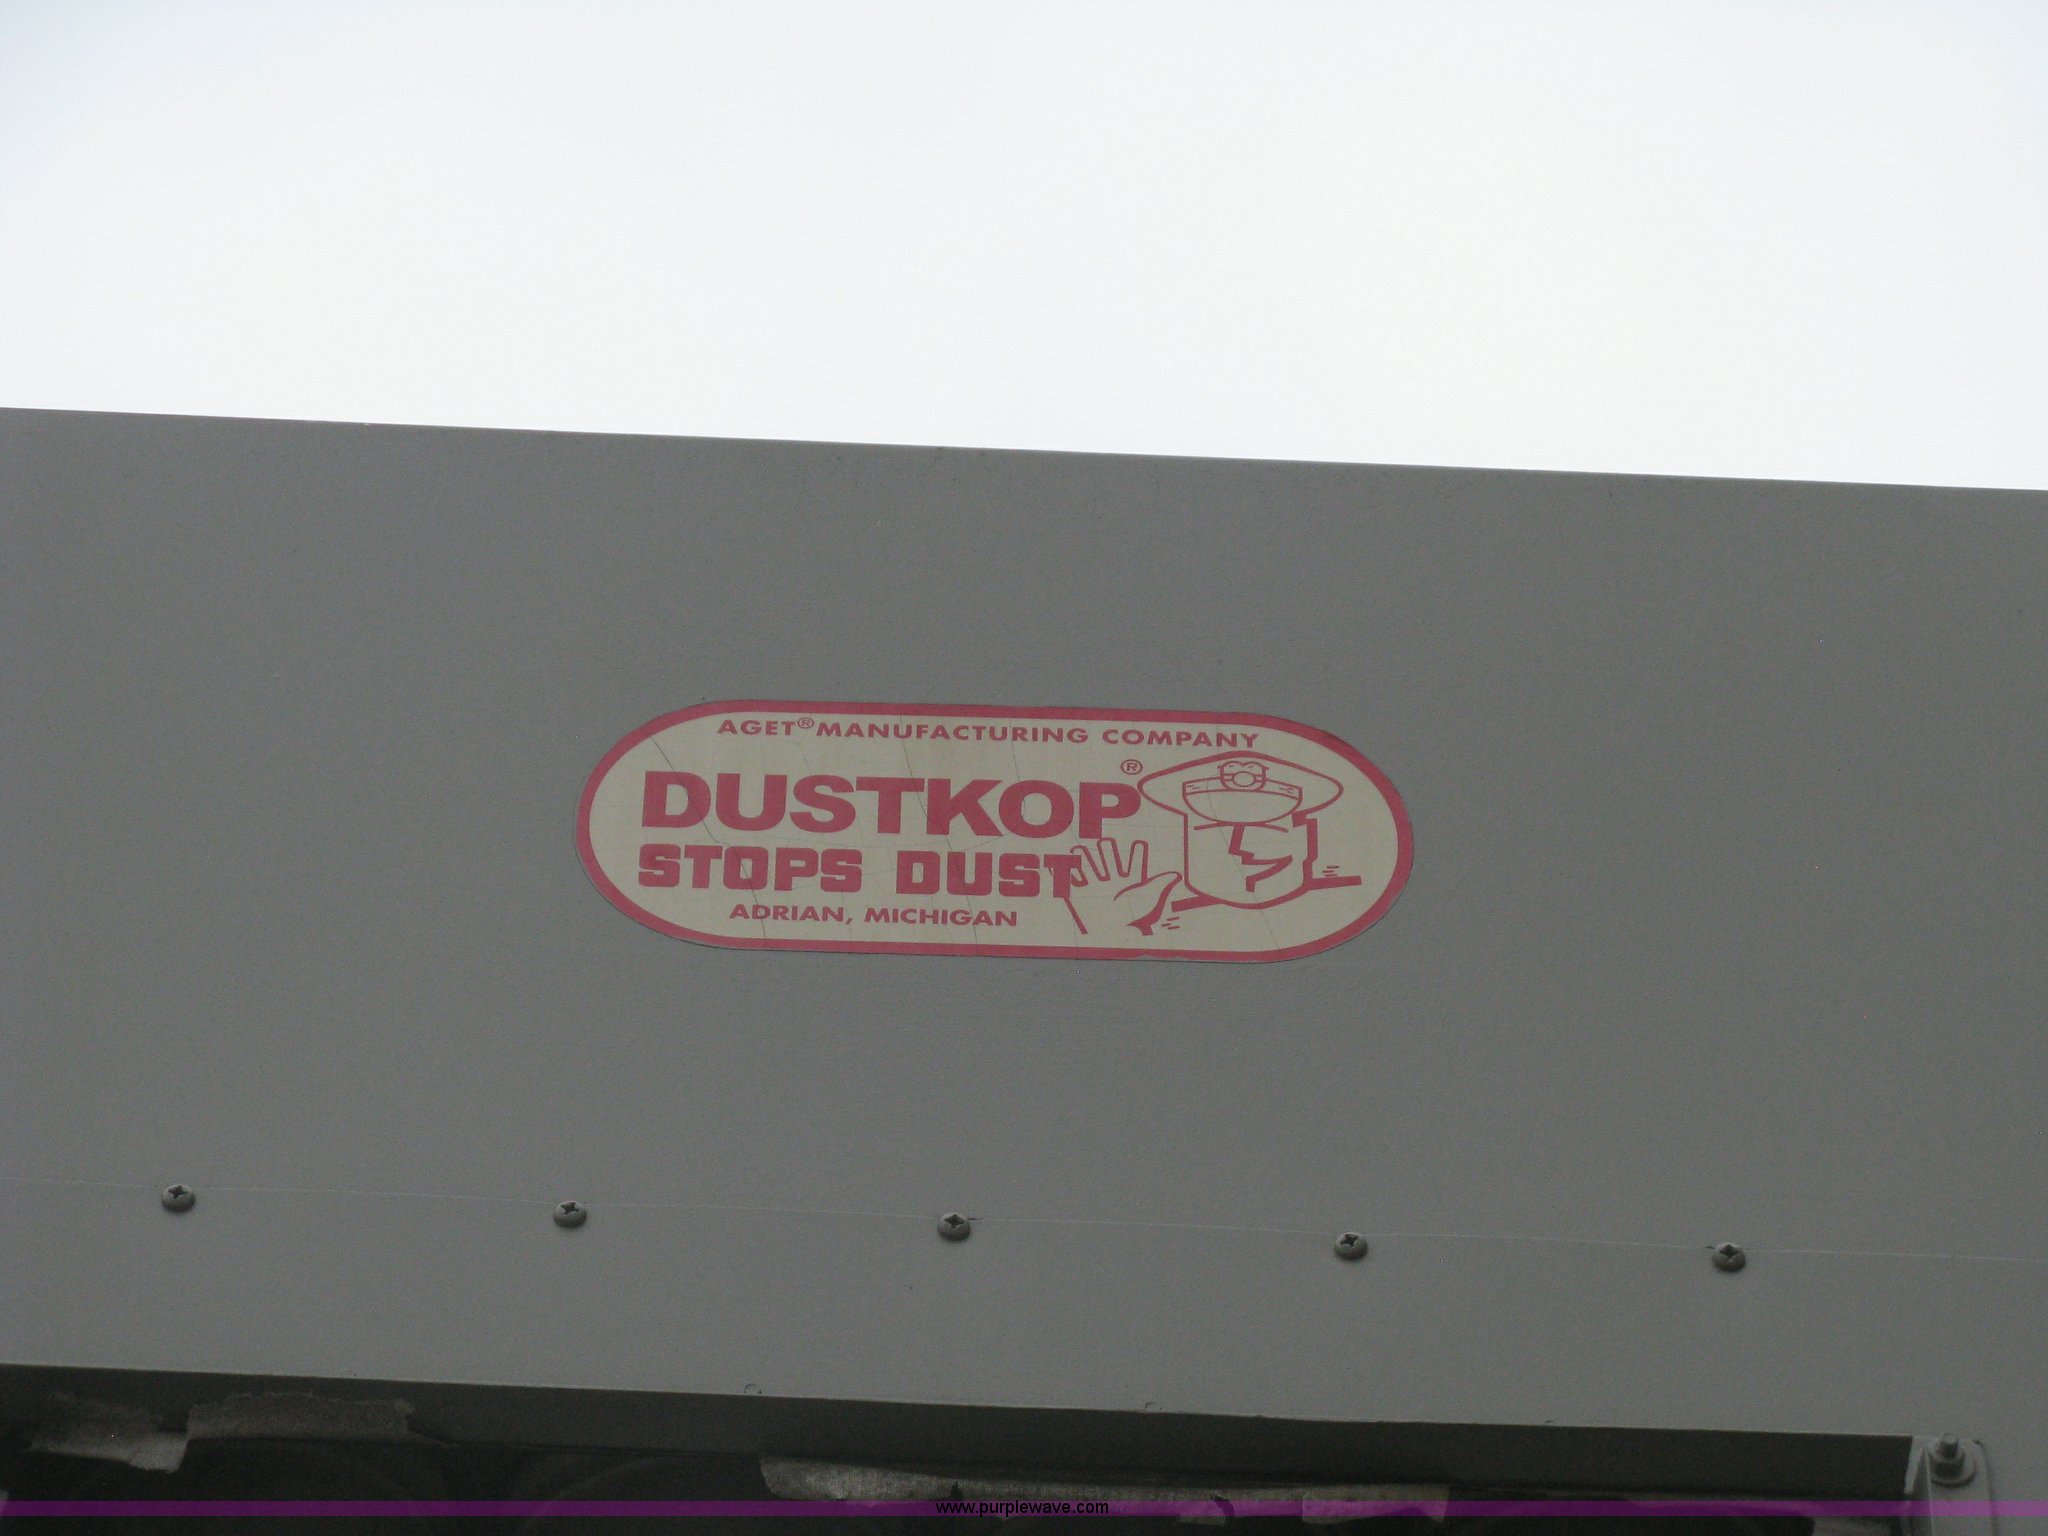 AGET® MANUFACTURING COMPANY
DUSTKOP®
STOPS DUST
ADRIAN, MICHIGAN
www.purplewave.com